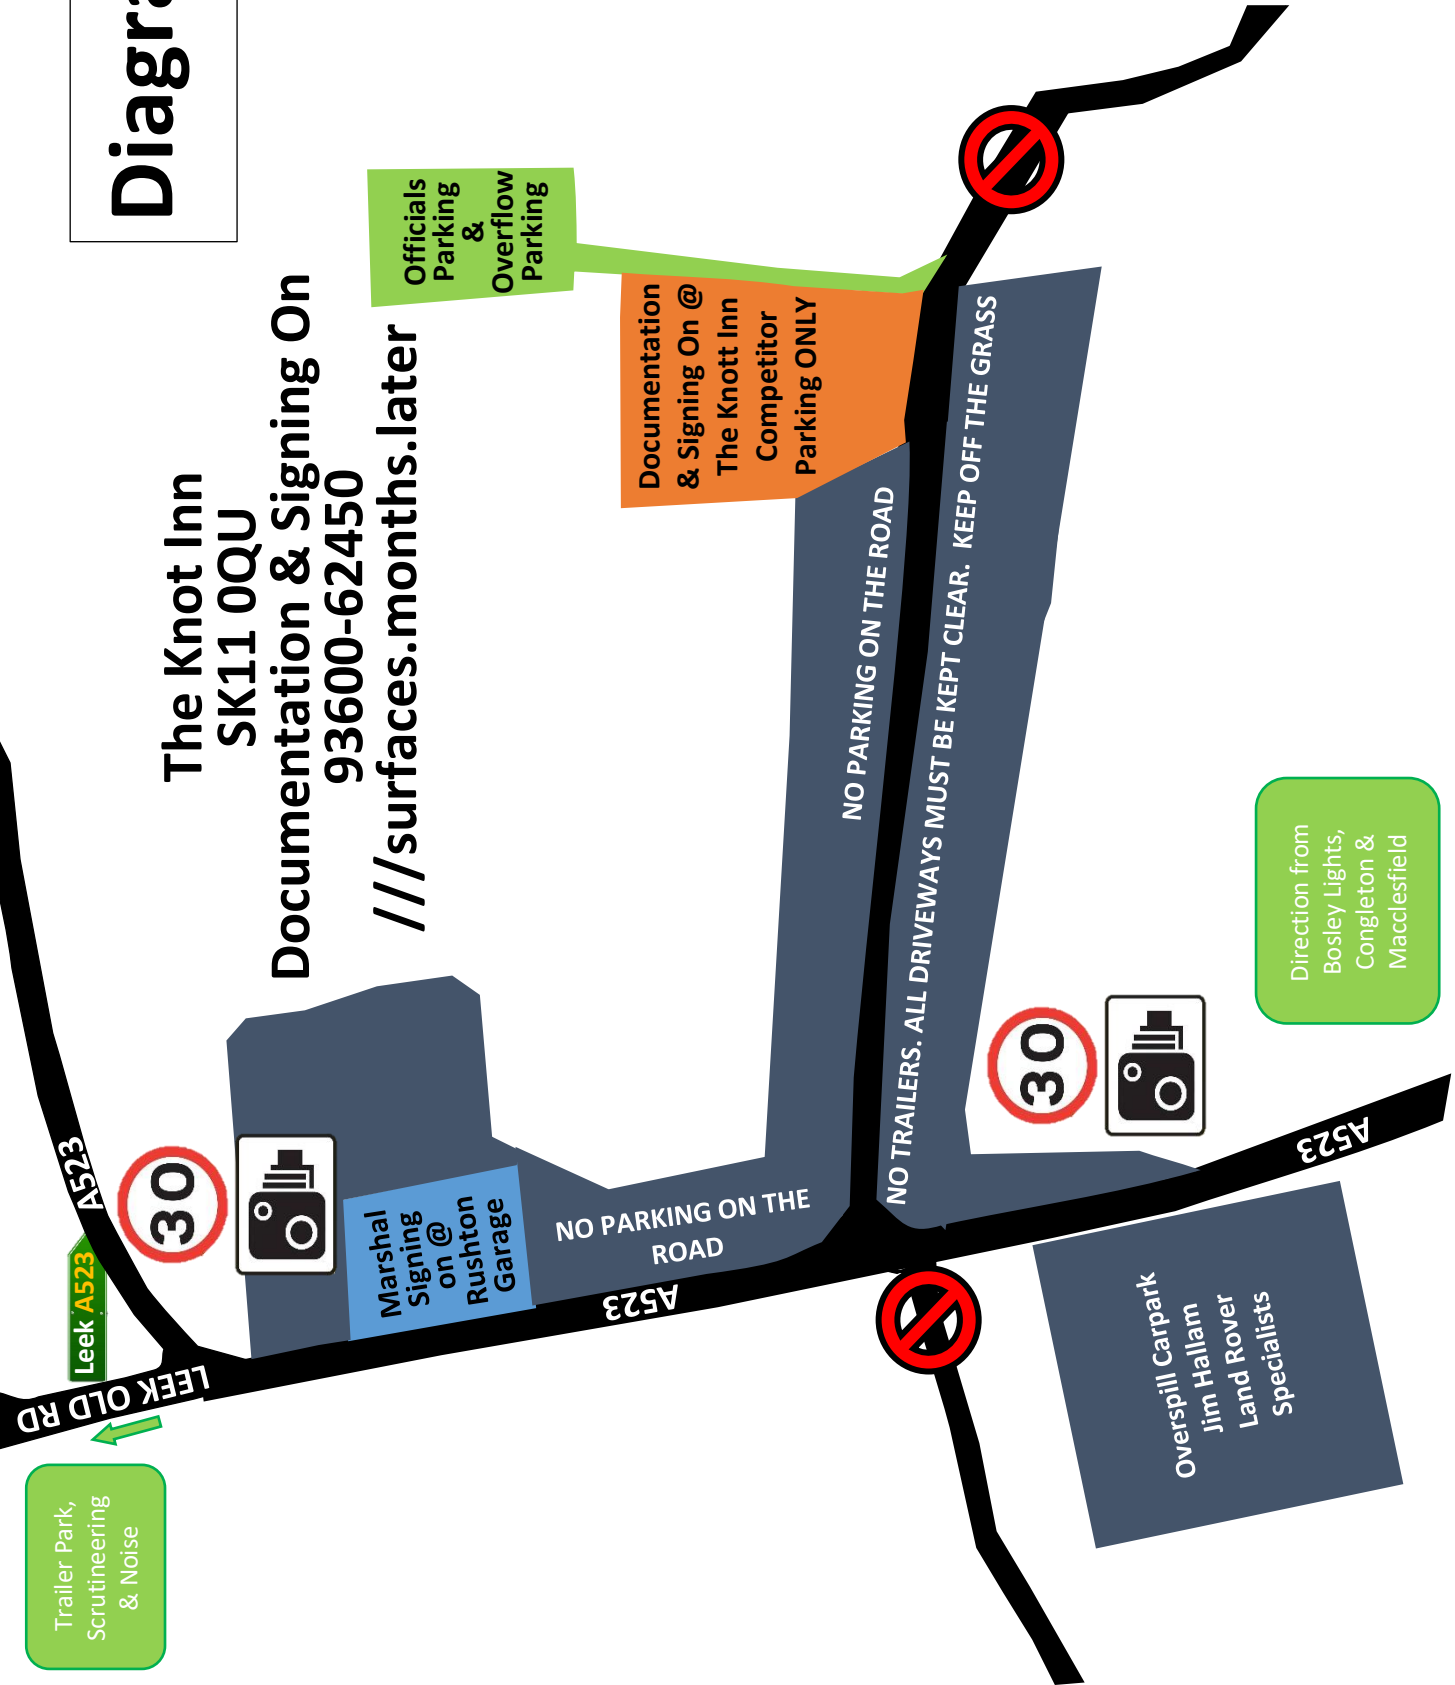 Diagra
The Knot Inn
SK11 0QU
Documentation & Signing On
93600-62450
///surfaces.months.later
Officials
Parking
&
Overflow
Parking
Documentation
& Signing On @
The Knott Inn
Competitor
Parking ONLY
NO PARKING ON THE ROAD
NO TRAILERS. ALL DRIVEWAYS MUST BE KEPT CLEAR.  KEEP OFF THE GRASS
A523
Leek A523
LEEK OLD RD
30
Marshal
Signing
on @
Rushton
Garage
NO PARKING ON THE
ROAD
A523
Trailer Park,
Scrutineering
& Noise
30
A523
Direction from
Bosley Lights,
Congleton &
Macclesfield
Overspill Carpark
Jim Hallam
Land Rover
Specialists